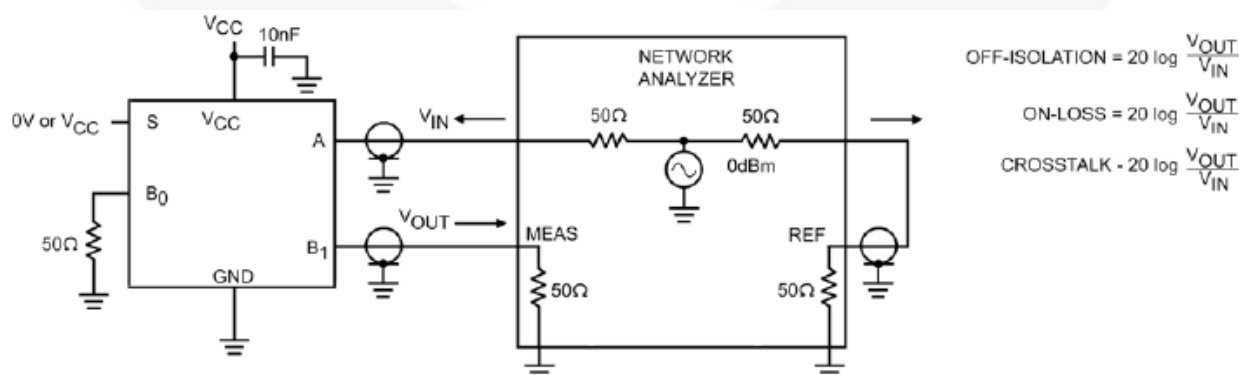 VCC
10nF
0V or VCC
S
VCC
A
B0
50Ω
B1
GND
VIN
VOUT
NETWORK
ANALYZER
50Ω
50Ω
0dBm
MEAS
REF
50Ω
50Ω
OFF-ISOLATION = 20 log VOUT/VIN
ON-LOSS = 20 log VOUT/VIN
CROSSTALK - 20 log VOUT/VIN